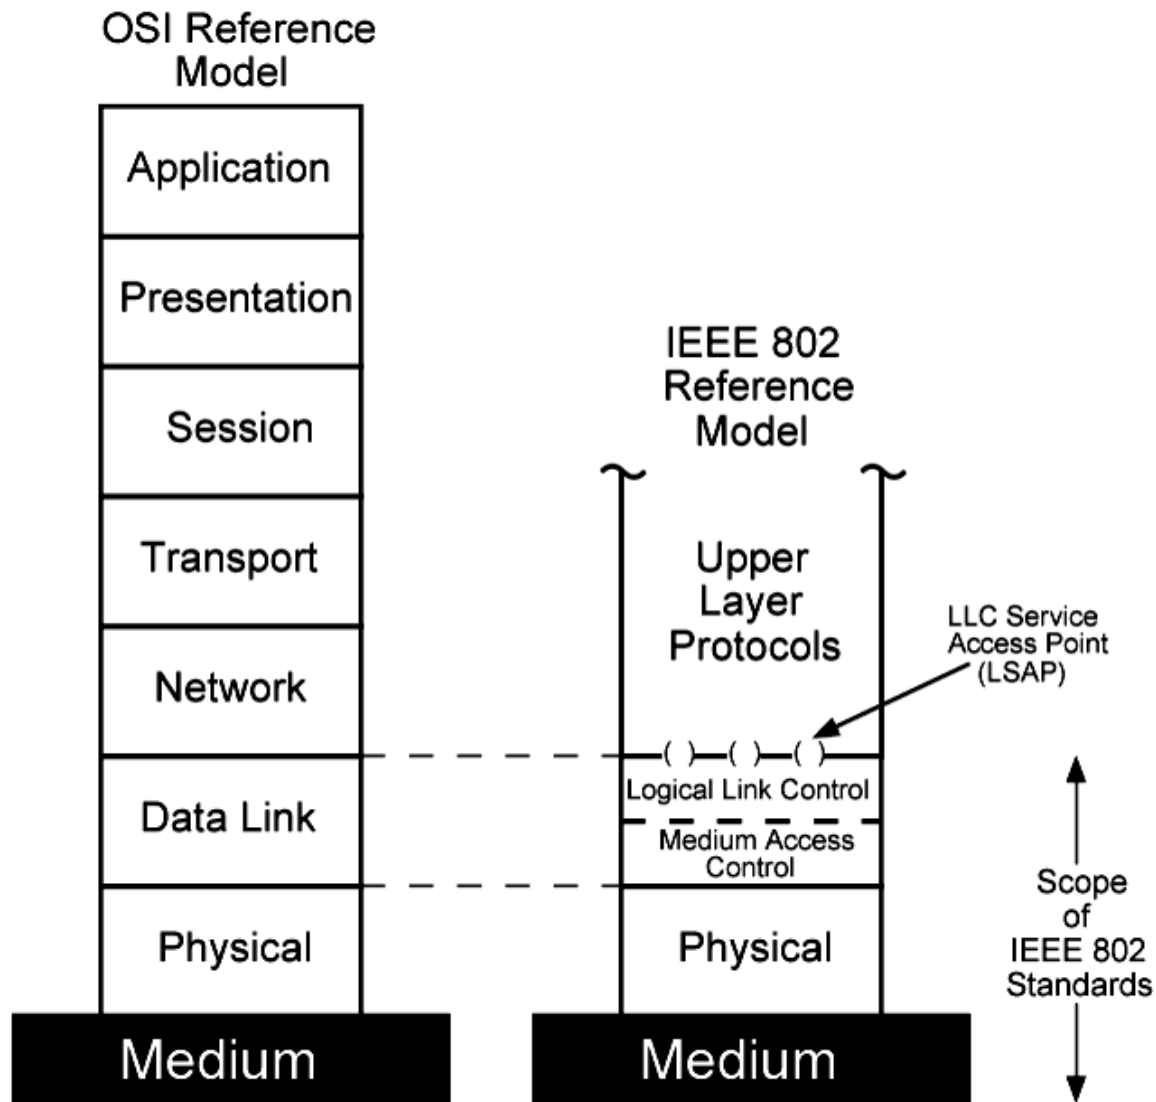 OSI Reference
Model
Application
Presentation
Session
Transport
Network
Data Link
Physical
Medium
IEEE 802
Reference
Model
Upper
Layer
Protocols
LLC Service
Access Point
(LSAP)
( ) ( ) ( )
Logical Link Control
Medium Access
Control
Physical
Medium
Scope
of
IEEE 802
Standards